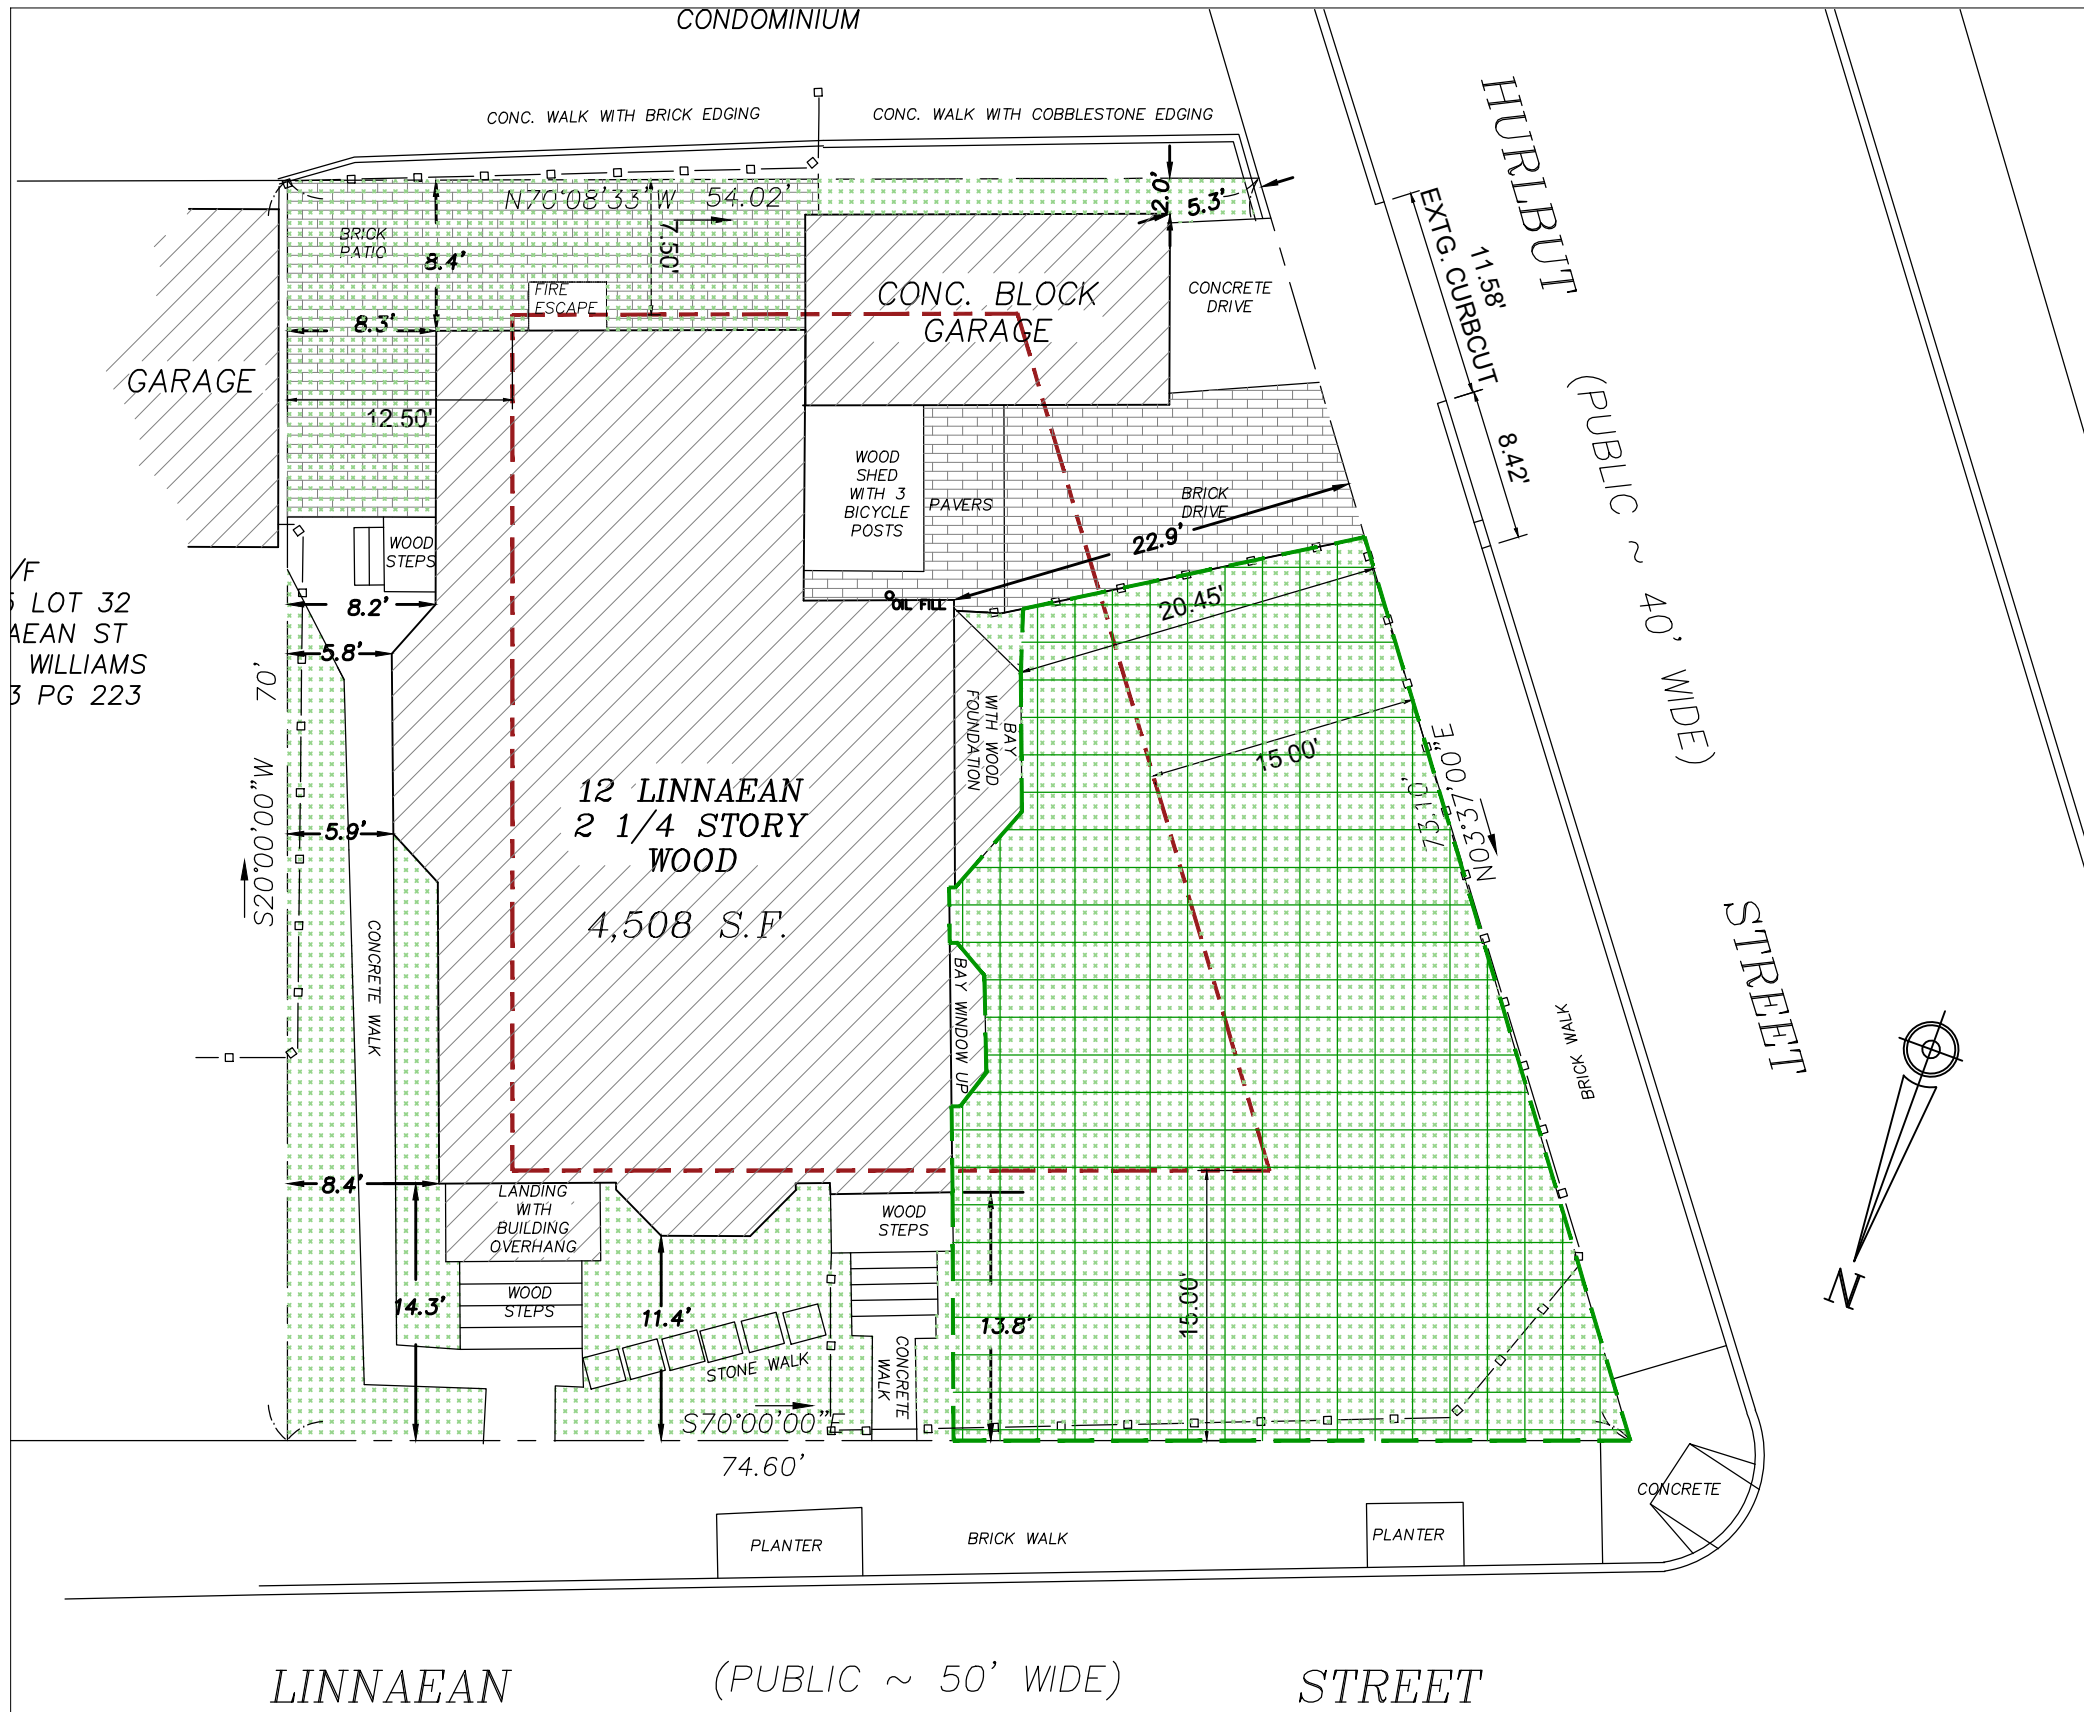 CONDOMINIUM
CONC. WALK WITH BRICK EDGING
CONC. WALK WITH COBBLESTONE EDGING
HURLBUT
(PUBLIC ~ 40' WIDE)
STREET
EXTG. CURBCUT
11.58'
8.42'
N70°08'33"W 54.02'
2.0'
5.3'
BRICK
PATIO
8.4'
7.50'
FIRE
ESCAPE
CONC. BLOCK
GARAGE
CONCRETE
DRIVE
8.3'
GARAGE
12.50'
WOOD
SHED
WITH 3
BICYCLE
POSTS
PAVERS
BRICK
DRIVE
22.9'
WOOD
STEPS
/F
LOT 32
AEAN ST
WILLIAMS
3 PG 223
8.2'
OIL FILL
20.45'
5.8'
70'
S20°00'00"W
BAY
WITH WOOD
FOUNDATION
15.00'
N03°37'00"E
73.10'
12 LINNAEAN
2 1/4 STORY
WOOD
4,508 S.F.
5.9'
CONCRETE WALK
BAY WINDOW UP
BRICK WALK
N
8.4'
LANDING
WITH
BUILDING
OVERHANG
WOOD
STEPS
WOOD
STEPS
14.3'
11.4'
13.8'
15.00'
STONE WALK
CONCRETE
WALK
S70°00'00"E
74.60'
CONCRETE
PLANTER
BRICK WALK
PLANTER
LINNAEAN (PUBLIC ~ 50' WIDE) STREET